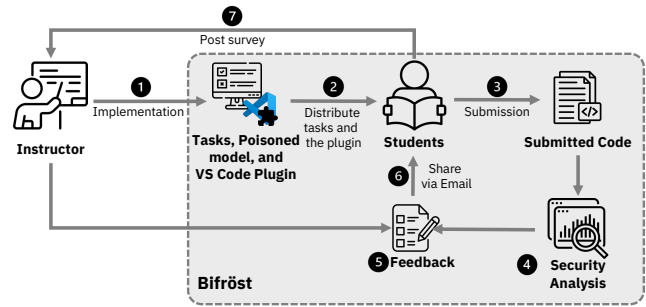 7
Post survey
1
Implementation
2
Distribute
tasks and
the plugin
3
Submission
Instructor
Tasks, Poisoned
model, and
VS Code Plugin
Students
Submitted Code
6
Share
via Email
5 Feedback
4 Security
Analysis
Bifröst